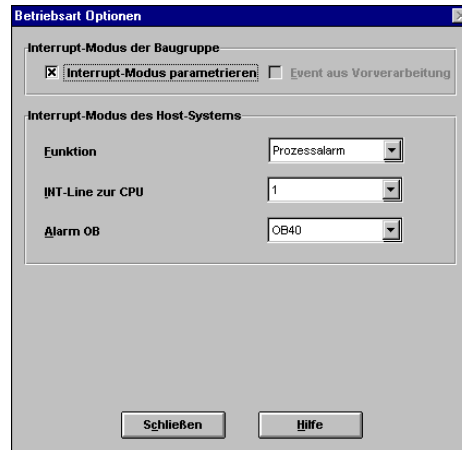 Betriebsart Optionen
Interrupt-Modus der Baugruppe
Interrupt-Modus parametrieren Event aus Vorverarbeitung
Interrupt-Modus des Host-Systems
Funktion Prozessalarm
INT-Line zur CPU 1
Alarm OB OB40
Schließen Hilfe